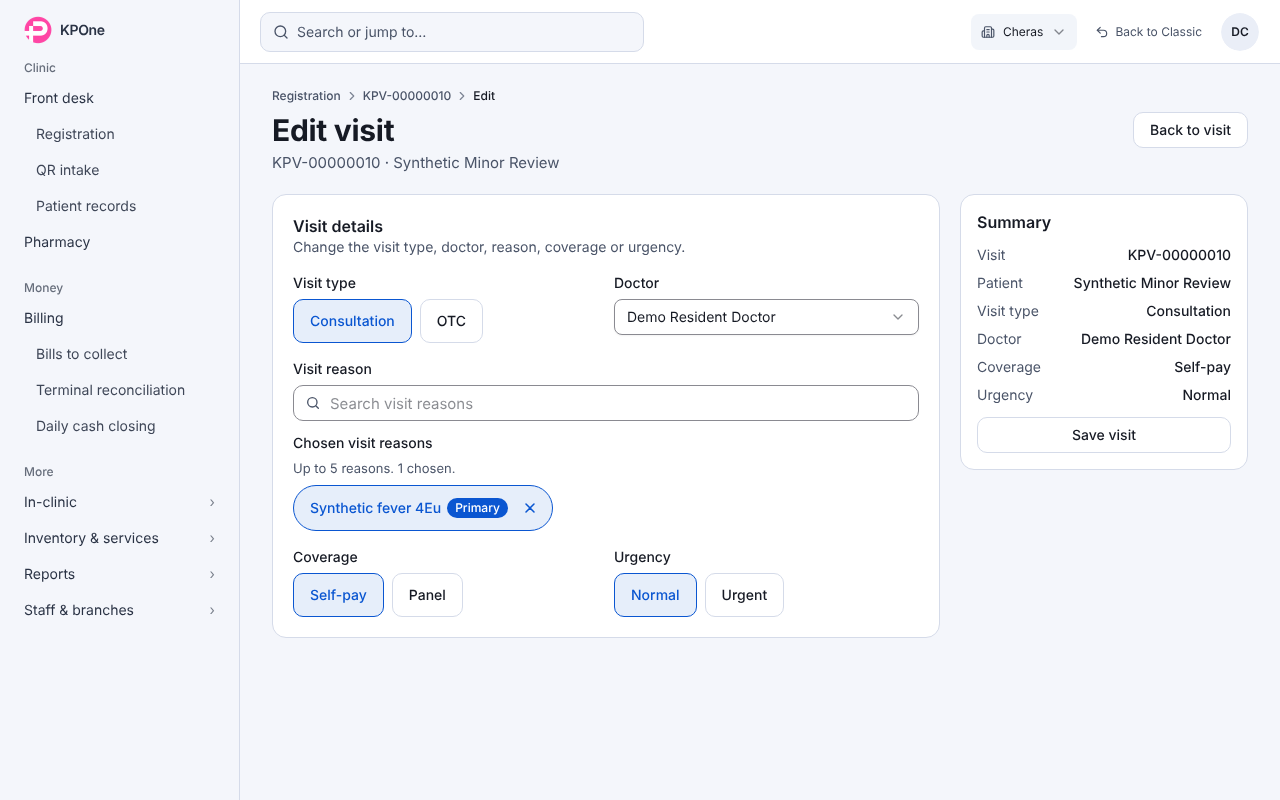 KPOne
Search or jump to...
Cheras
Back to Classic
DC
Clinic
Front desk
Registration
QR intake
Patient records
Pharmacy
Money
Billing
Bills to collect
Terminal reconciliation
Daily cash closing
More
In-clinic
Inventory & services
Reports
Staff & branches
Registration > KPV-00000010 > Edit
Edit visit
KPV-00000010 · Synthetic Minor Review
Back to visit
Visit details
Change the visit type, doctor, reason, coverage or urgency.
Visit type
Consultation OTC
Doctor
Demo Resident Doctor
Visit reason
Search visit reasons
Chosen visit reasons
Up to 5 reasons. 1 chosen.
Synthetic fever 4Eu Primary
Coverage
Self-pay Panel
Urgency
Normal Urgent
Summary
Visit KPV-00000010
Patient Synthetic Minor Review
Visit type Consultation
Doctor Demo Resident Doctor
Coverage Self-pay
Urgency Normal
Save visit